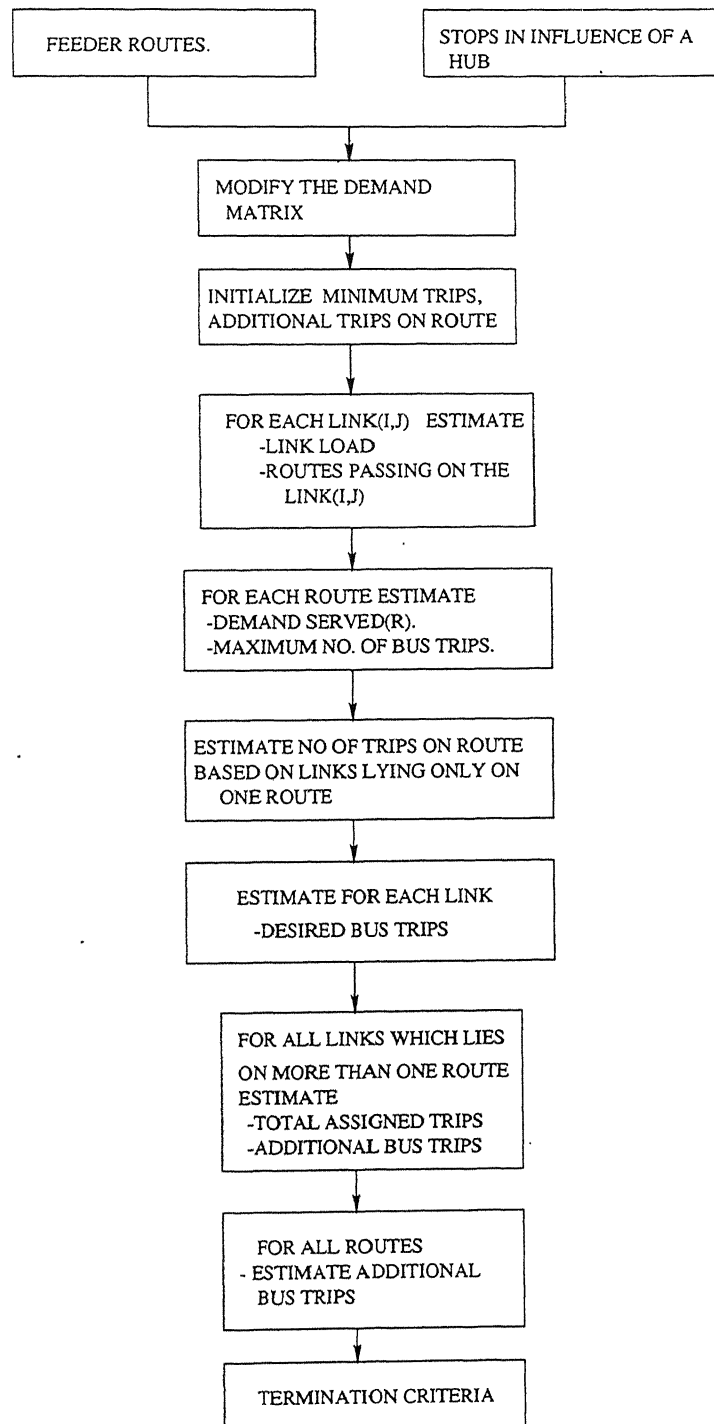 FEEDER ROUTES.
STOPS IN INFLUENCE OF A
HUB
MODIFY THE DEMAND
MATRIX
INITIALIZE MINIMUM TRIPS,
ADDITIONAL TRIPS ON ROUTE
FOR EACH LINK(I,J) ESTIMATE
-LINK LOAD
-ROUTES PASSING ON THE
LINK(I,J)
FOR EACH ROUTE ESTIMATE
-DEMAND SERVED(R).
-MAXIMUM NO. OF BUS TRIPS.
ESTIMATE NO OF TRIPS ON ROUTE
BASED ON LINKS LYING ONLY ON
ONE ROUTE
ESTIMATE FOR EACH LINK
-DESIRED BUS TRIPS
FOR ALL LINKS WHICH LIES
ON MORE THAN ONE ROUTE
ESTIMATE
-TOTAL ASSIGNED TRIPS
-ADDITIONAL BUS TRIPS
FOR ALL ROUTES
- ESTIMATE ADDITIONAL
BUS TRIPS
TERMINATION CRITERIA